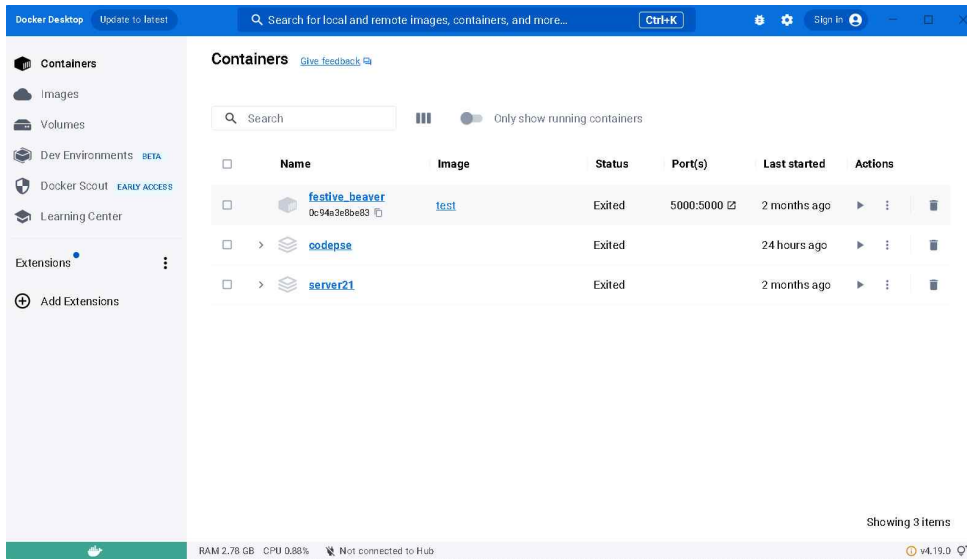 Docker Desktop Update to latest Search for local and remote images, containers, and more... Ctrl+K Sign in
Containers
Images
Volumes
Dev Environments BETA
Docker Scout EARLY ACCESS
Learning Center
Extensions
Add Extensions
Containers Give feedback
Search Only show running containers
Name Image Status Port(s) Last started Actions
festive_beaver test Exited 5000:5000 2 months ago
0c94a3e8be83
codepse Exited 24 hours ago
server21 Exited 2 months ago
Showing 3 items
RAM 2.78 GB CPU 0.88% Not connected to Hub v4.19.0